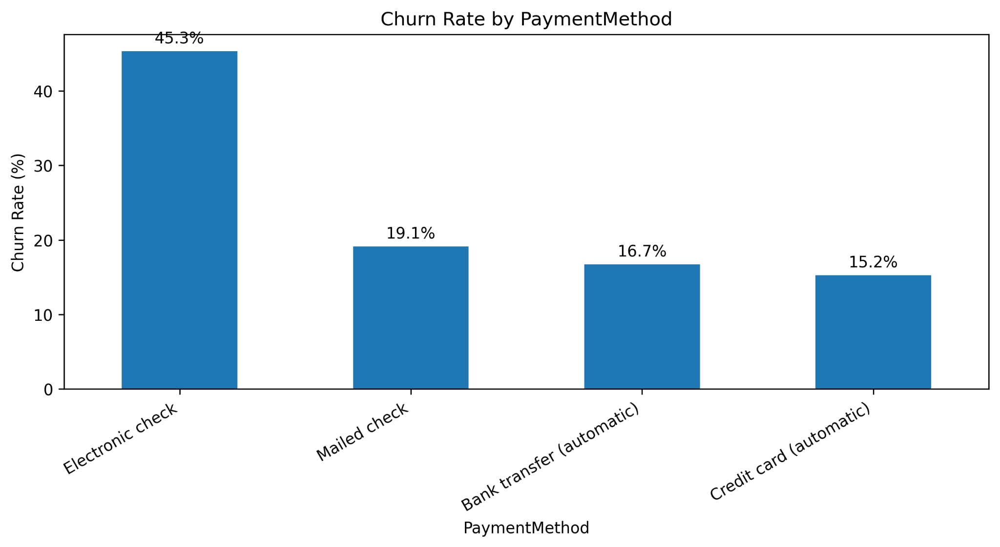 Churn Rate by PaymentMethod
45.3%
19.1%
16.7%
15.2%
Churn Rate (%)
40
30
20
10
0
Electronic check
Mailed check
Bank transfer (automatic)
Credit card (automatic)
PaymentMethod